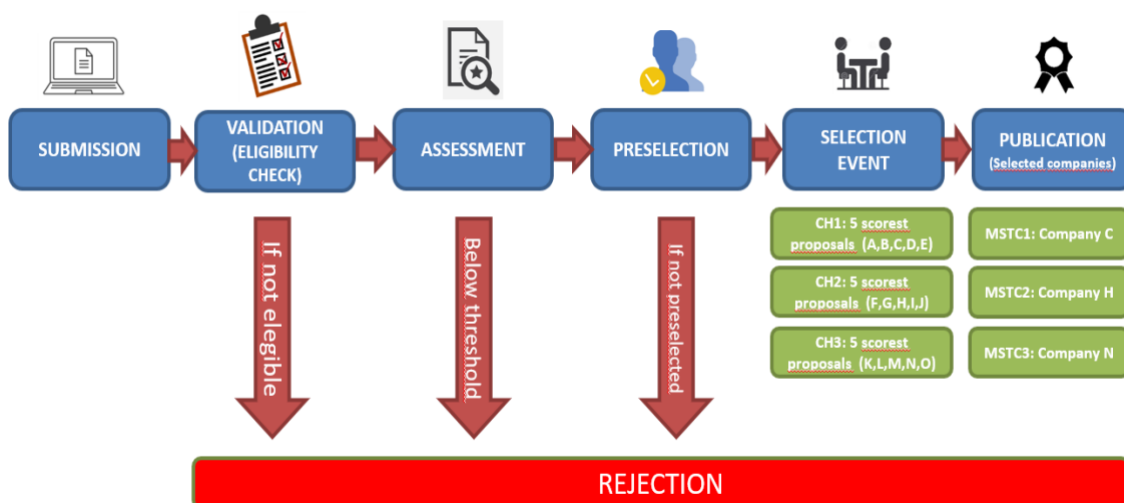 SUBMISSION
VALIDATION
(ELIGIBILITY
CHECK)
ASSESSMENT
PRESELECTION
SELECTION
EVENT
PUBLICATION
(Selected companies)
If not elegible
Below threshold
If not preselected
CH1: 5 scorest
proposals (A,B,C,D,E)
CH2: 5 scorest
proposals (F,G,H,I,J)
CH3: 5 scorest
proposals (K,L,M,N,O)
MSTC1: Company C
MSTC2: Company H
MSTC3: Company N
REJECTION